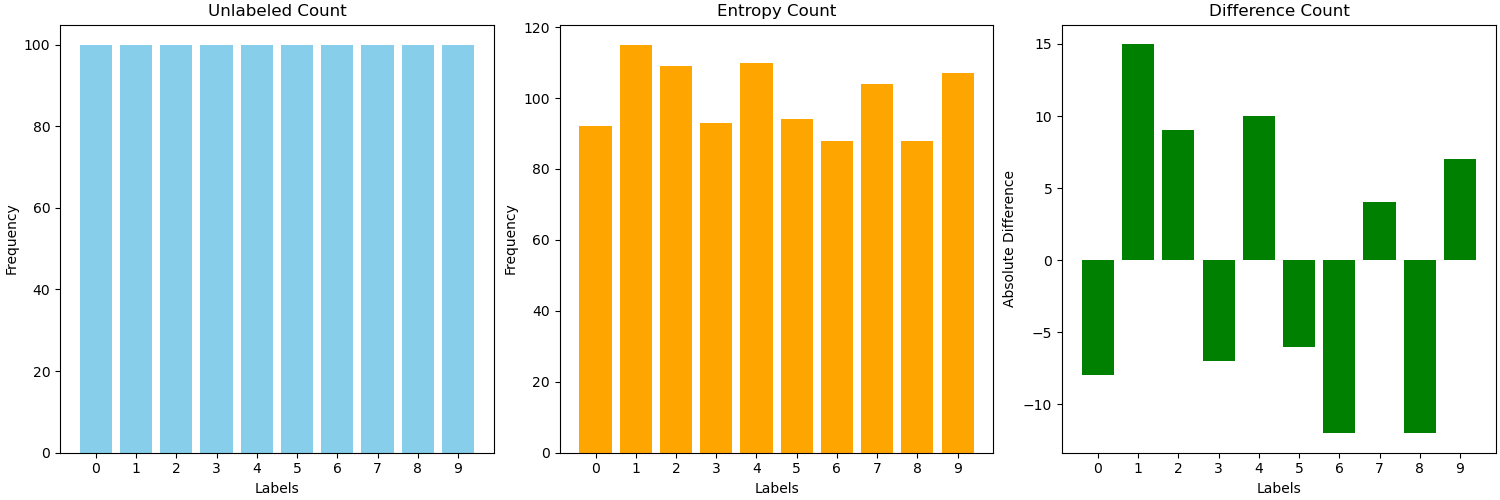 Unlabeled Count
Frequency
100
80
60
40
20
0
0 1 2 3 4 5 6 7 8 9
Labels
Entropy Count
Frequency
120
100
80
60
40
20
0
0 1 2 3 4 5 6 7 8 9
Labels
Difference Count
Absolute Difference
15
10
5
0
−5
−10
0 1 2 3 4 5 6 7 8 9
Labels